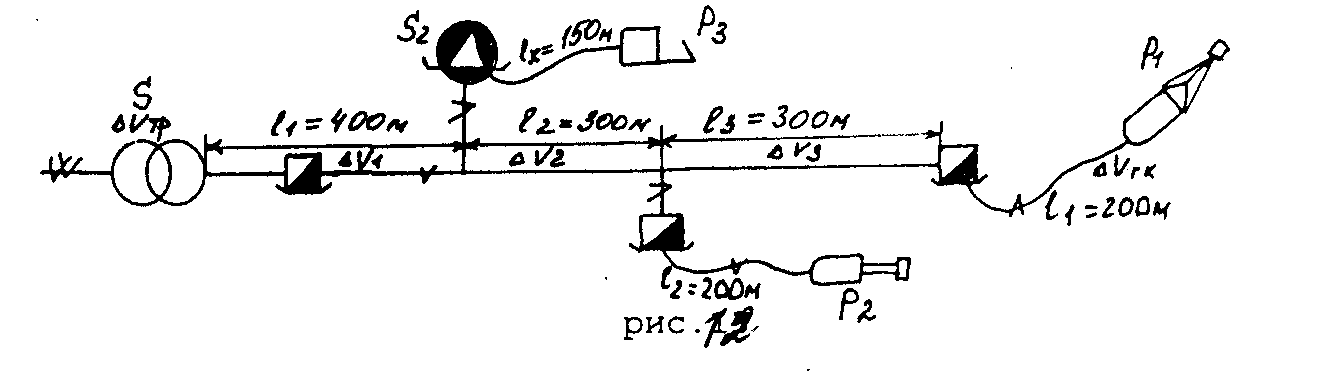 S₂
lк=150м
P₃
P₁
S
ΔVтр
l₁=400м
l₂=300м
l₃=300м
ΔV₁
ΔV₂
ΔV₃
ΔVгк
l₁=200м
l₂=200м
P₂
рис.12